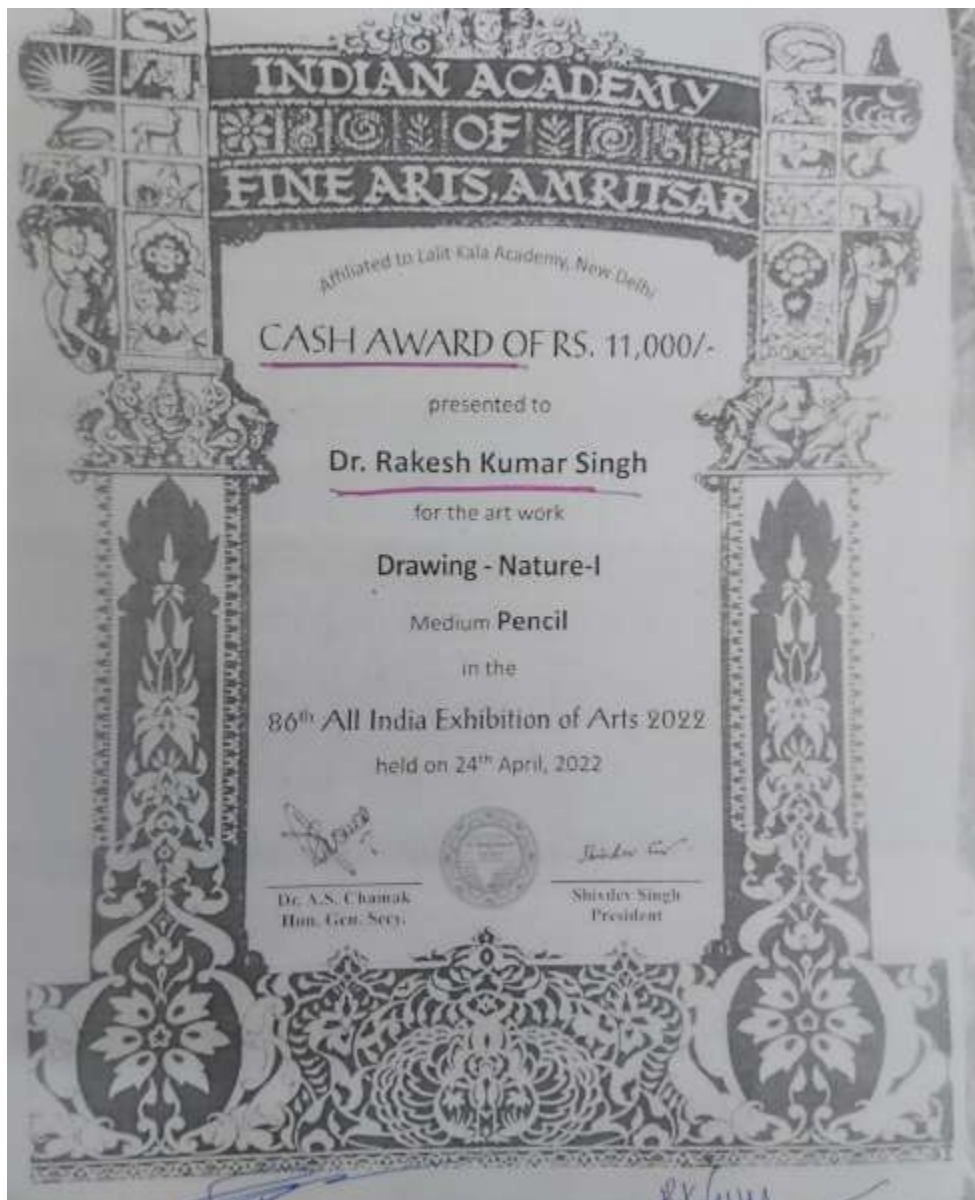 INDIAN ACADEMY
OF
FINE ARTS, AMRITSAR
Affiliated to Lalit Kala Academy, New Delhi
CASH AWARD OF RS. 11,000/-
presented to
Dr. Rakesh Kumar Singh
for the art work
Drawing - Nature-I
Medium Pencil
in the
86th All India Exhibition of Arts 2022
held on 24th April, 2022
Dr. A.S. Chamak
Hon. Gen. Secy.
Shivdev Singh
President